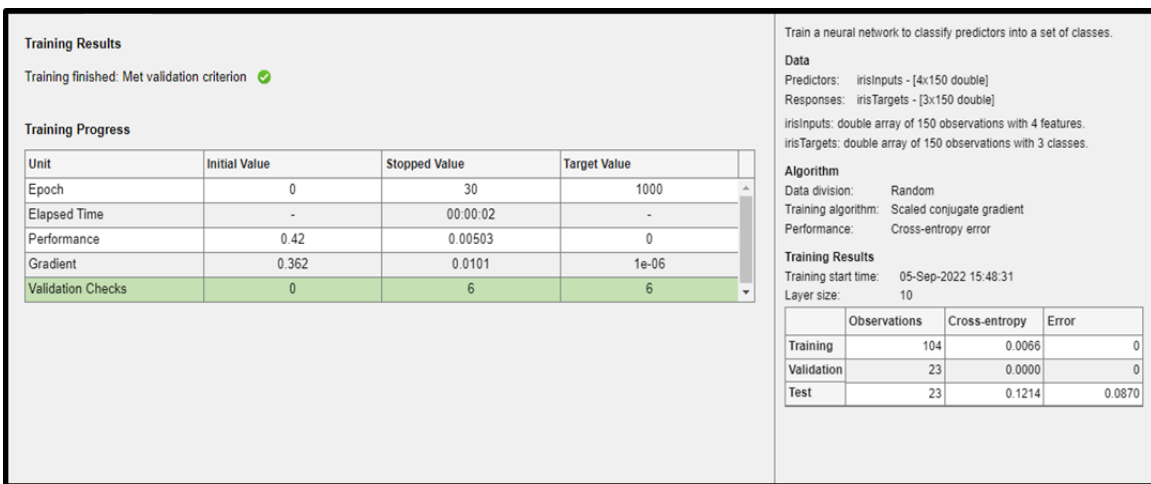 Training Results
Training finished: Met validation criterion
Training Progress
Unit Initial Value Stopped Value Target Value
Epoch 0 30 1000
Elapsed Time - 00:00:02 -
Performance 0.42 0.00503 0
Gradient 0.362 0.0101 1e-06
Validation Checks 0 6 6
Train a neural network to classify predictors into a set of classes.
Data
Predictors: irisInputs - [4x150 double]
Responses: irisTargets - [3x150 double]
irisInputs: double array of 150 observations with 4 features.
irisTargets: double array of 150 observations with 3 classes.
Algorithm
Data division: Random
Training algorithm: Scaled conjugate gradient
Performance: Cross-entropy error
Training Results
Training start time: 05-Sep-2022 15:48:31
Layer size: 10
Observations Cross-entropy Error
Training 104 0.0066 0
Validation 23 0.0000 0
Test 23 0.1214 0.0870